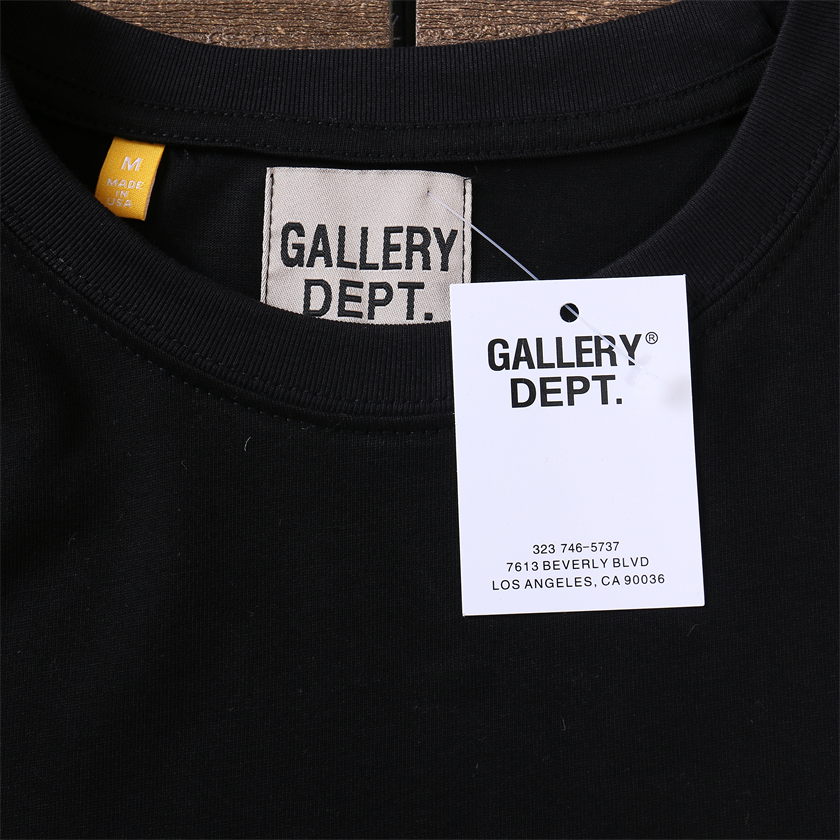 M
MADE
IN
USA
GALLERY
DEPT.
GALLERY®
DEPT.
323 746-5737
7613 BEVERLY BLVD
LOS ANGELES, CA 90036